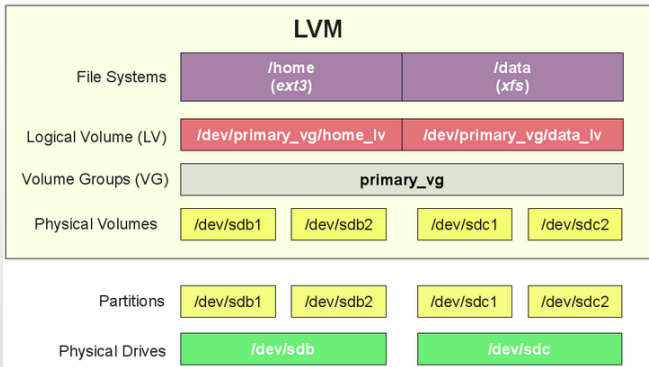 LVM
File Systems
/home
(ext3)
/data
(xfs)
Logical Volume (LV)
/dev/primary_vg/home_lv
/dev/primary_vg/data_lv
Volume Groups (VG)
primary_vg
Physical Volumes
/dev/sdb1
/dev/sdb2
/dev/sdc1
/dev/sdc2
Partitions
/dev/sdb1
/dev/sdb2
/dev/sdc1
/dev/sdc2
Physical Drives
/dev/sdb
/dev/sdc